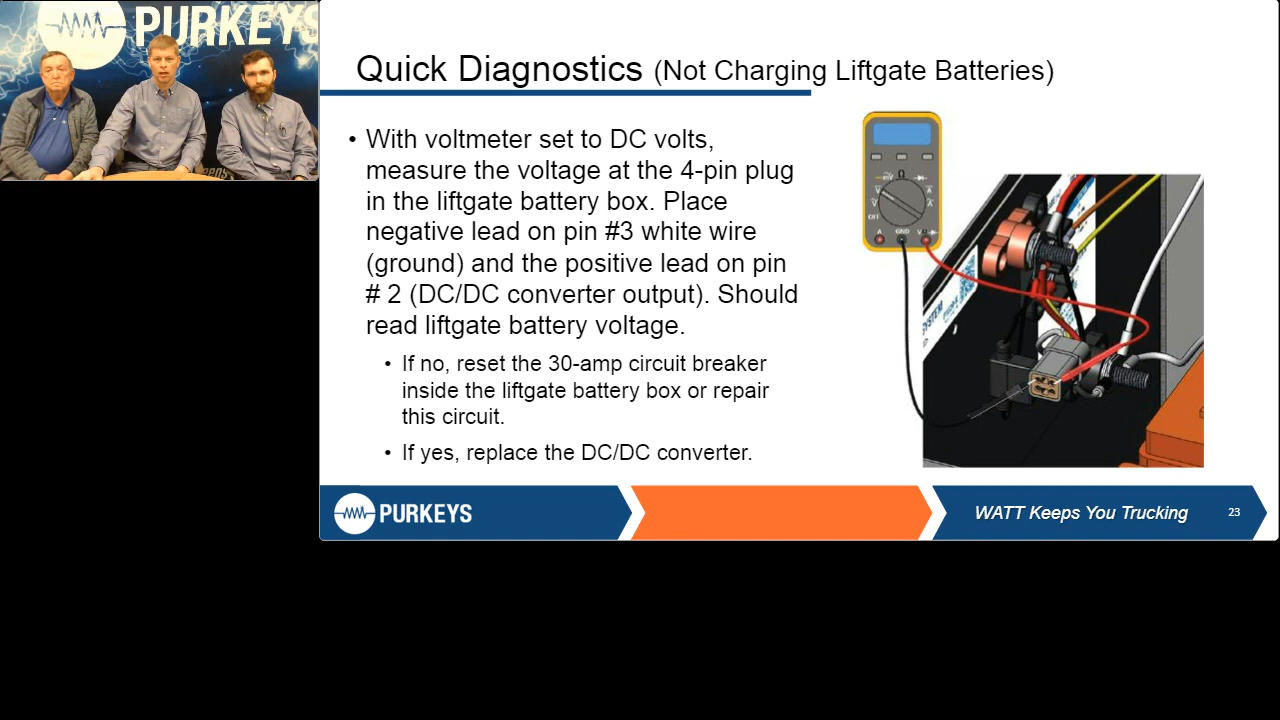 PURKEYS
Quick Diagnostics (Not Charging Liftgate Batteries)
• With voltmeter set to DC volts,
measure the voltage at the 4-pin plug
in the liftgate battery box. Place
negative lead on pin #3 white wire
(ground) and the positive lead on pin
# 2 (DC/DC converter output). Should
read liftgate battery voltage.
• If no, reset the 30-amp circuit breaker
inside the liftgate battery box or repair
this circuit.
• If yes, replace the DC/DC converter.
OFF
A
GND
SYSTEM
PURKEYS
WATT Keeps You Trucking
23